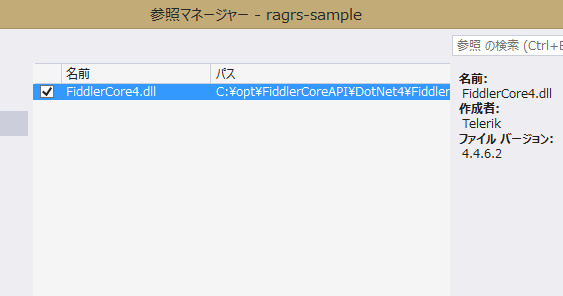 参照マネージャー - ragrs-sample
参照 の検索 (Ctrl+E
名前 パス
FiddlerCore4.dll C:¥opt¥FiddlerCoreAPI¥DotNet4¥Fiddler
名前:
FiddlerCore4.dll
作成者:
Telerik
ファイル バージョン:
4.4.6.2